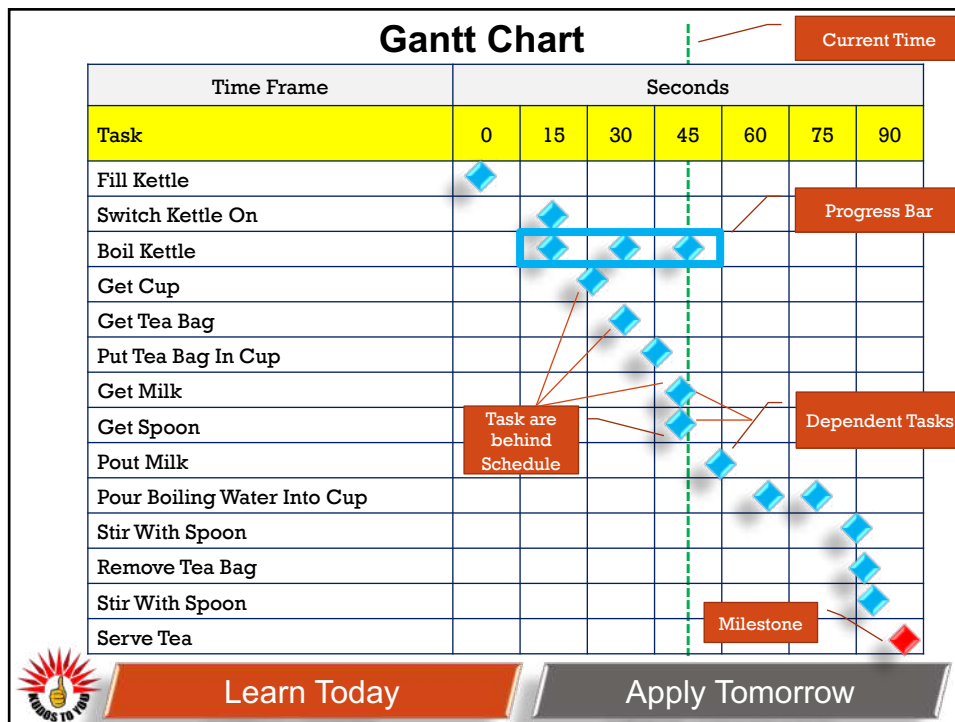 Gantt Chart
Current Time
Time Frame Seconds
Task 0 15 30 45 60 75 90
Fill Kettle
Switch Kettle On
Progress Bar
Boil Kettle
Get Cup
Get Tea Bag
Put Tea Bag In Cup
Get Milk
Get Spoon
Task are
behind
Schedule
Dependent Tasks
Pout Milk
Pour Boiling Water Into Cup
Stir With Spoon
Remove Tea Bag
Stir With Spoon
Milestone
Serve Tea
KUDOS TO YOU
Learn Today
Apply Tomorrow